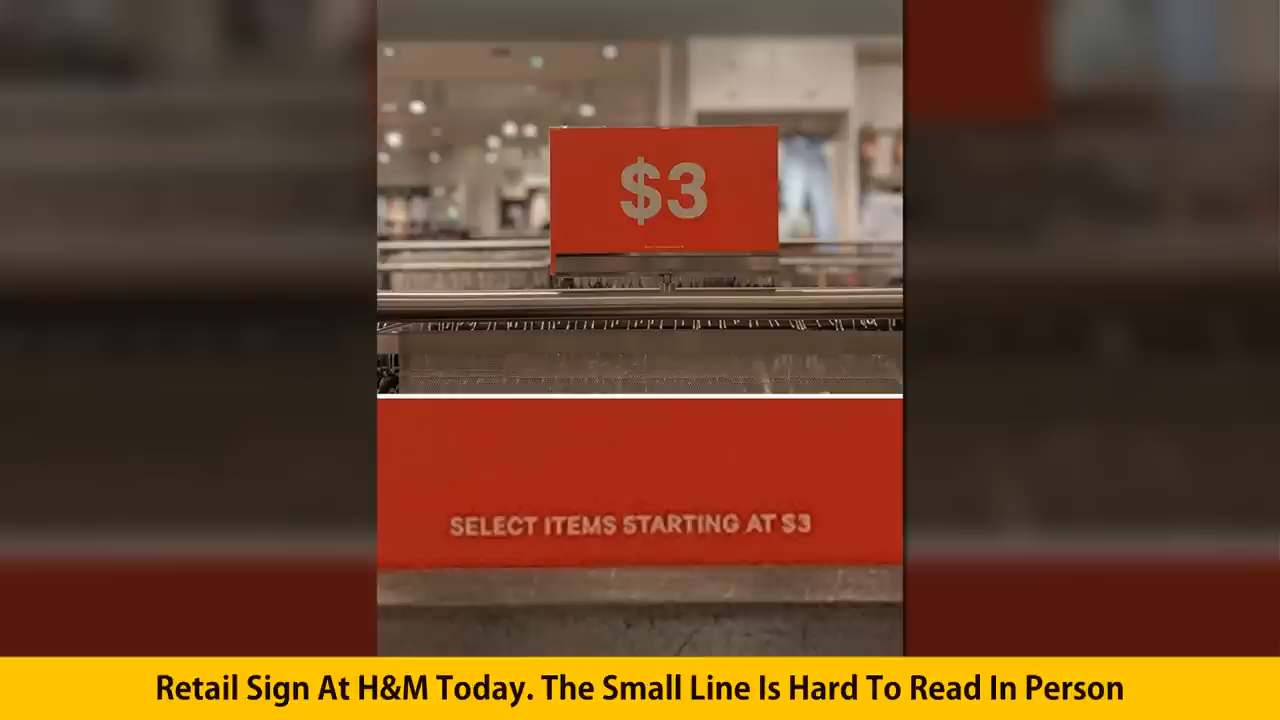 $3
SELECT ITEMS STARTING AT $3
Retail Sign At H&M Today. The Small Line Is Hard To Read In Person